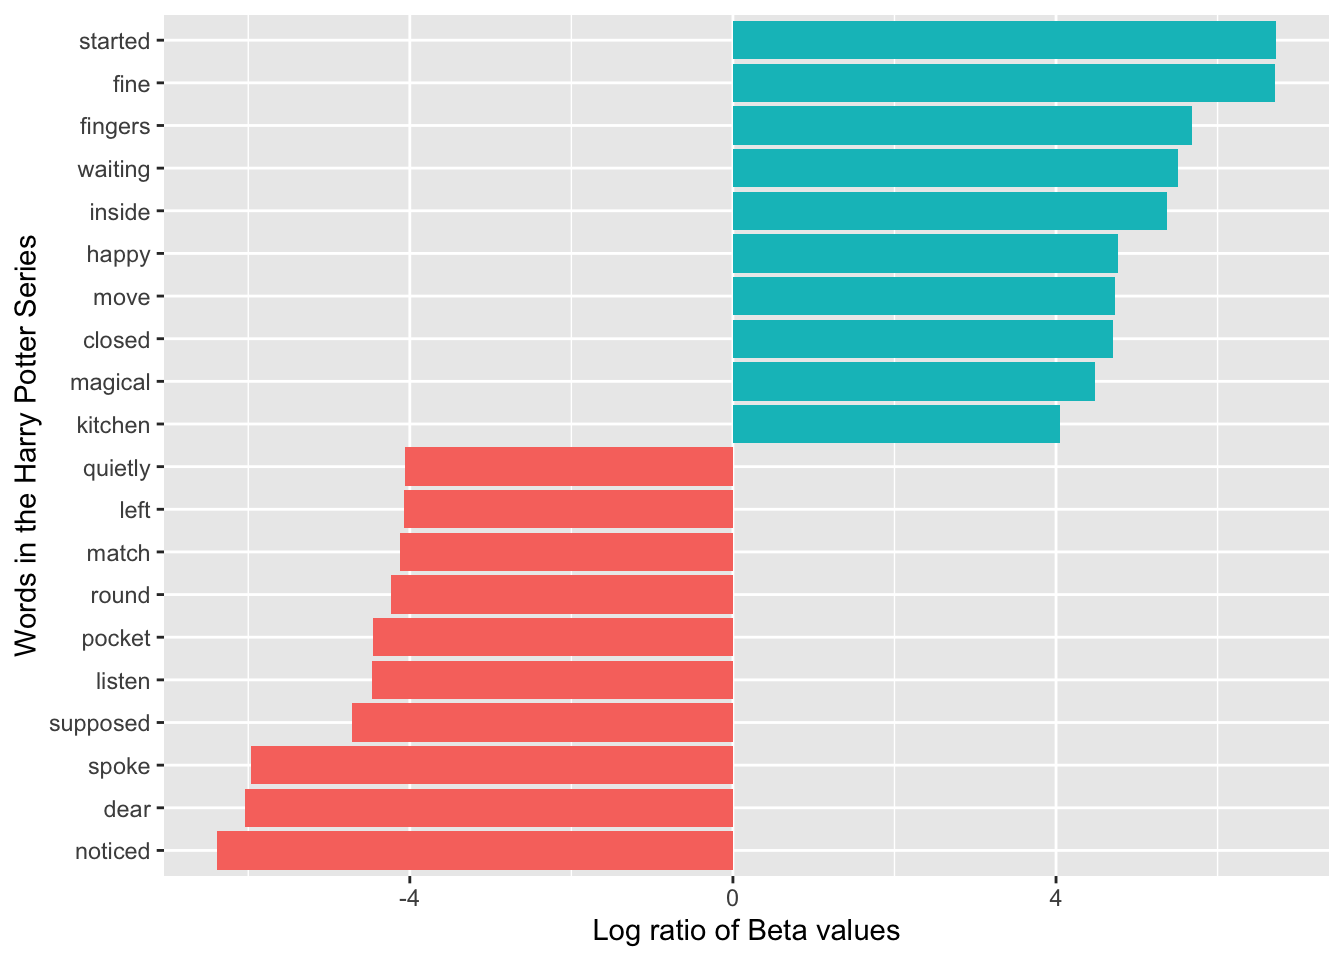 started
fine
fingers
waiting
inside
happy
move
closed
magical
kitchen
quietly
left
match
round
pocket
listen
supposed
spoke
dear
noticed
Words in the Harry Potter Series
-4 0 4
Log ratio of Beta values